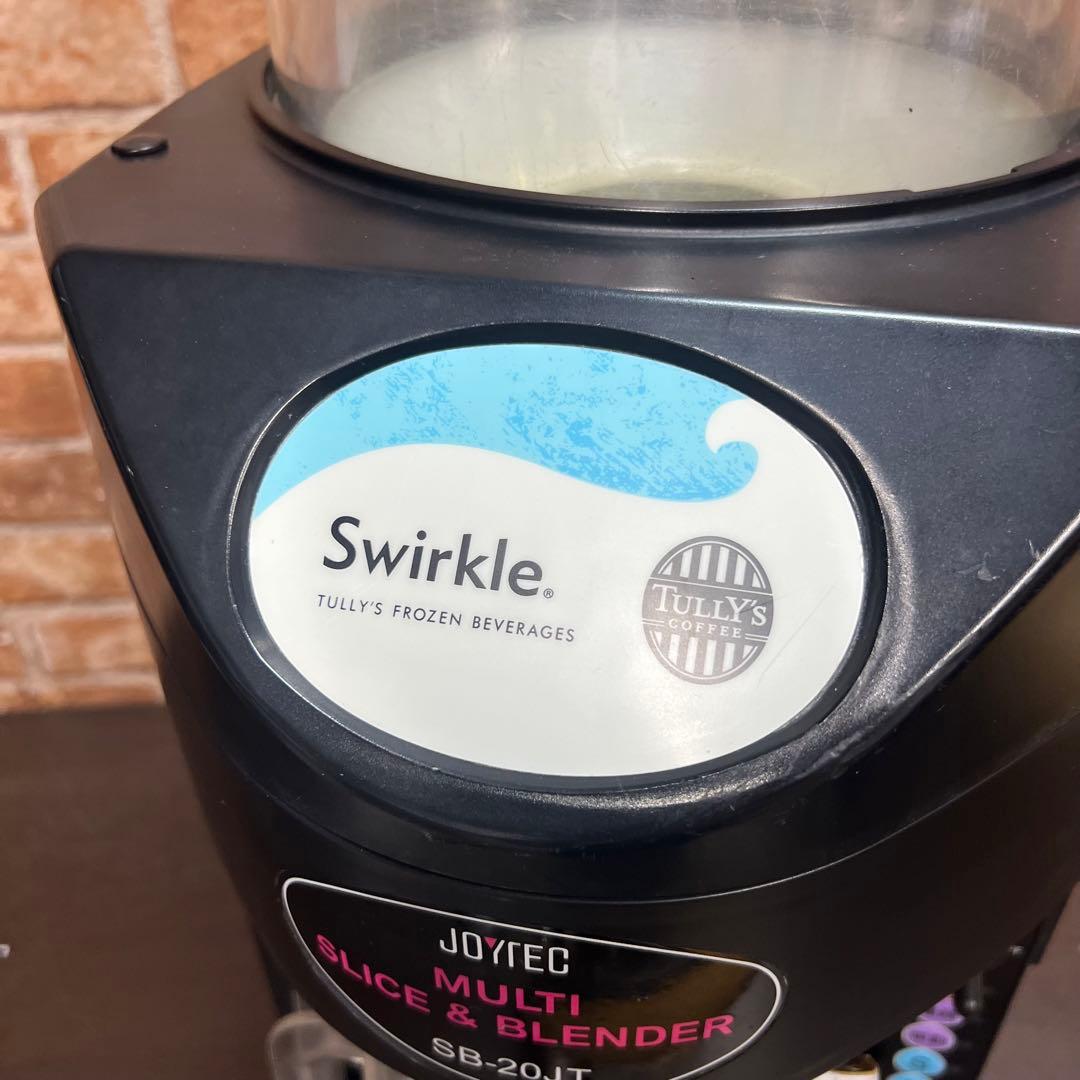 Swirkle®
TULLY'S FROZEN BEVERAGES
TULLY'S
COFFEE
JOYTEC
MULTI
SLICE & BLENDER
SB-20JT